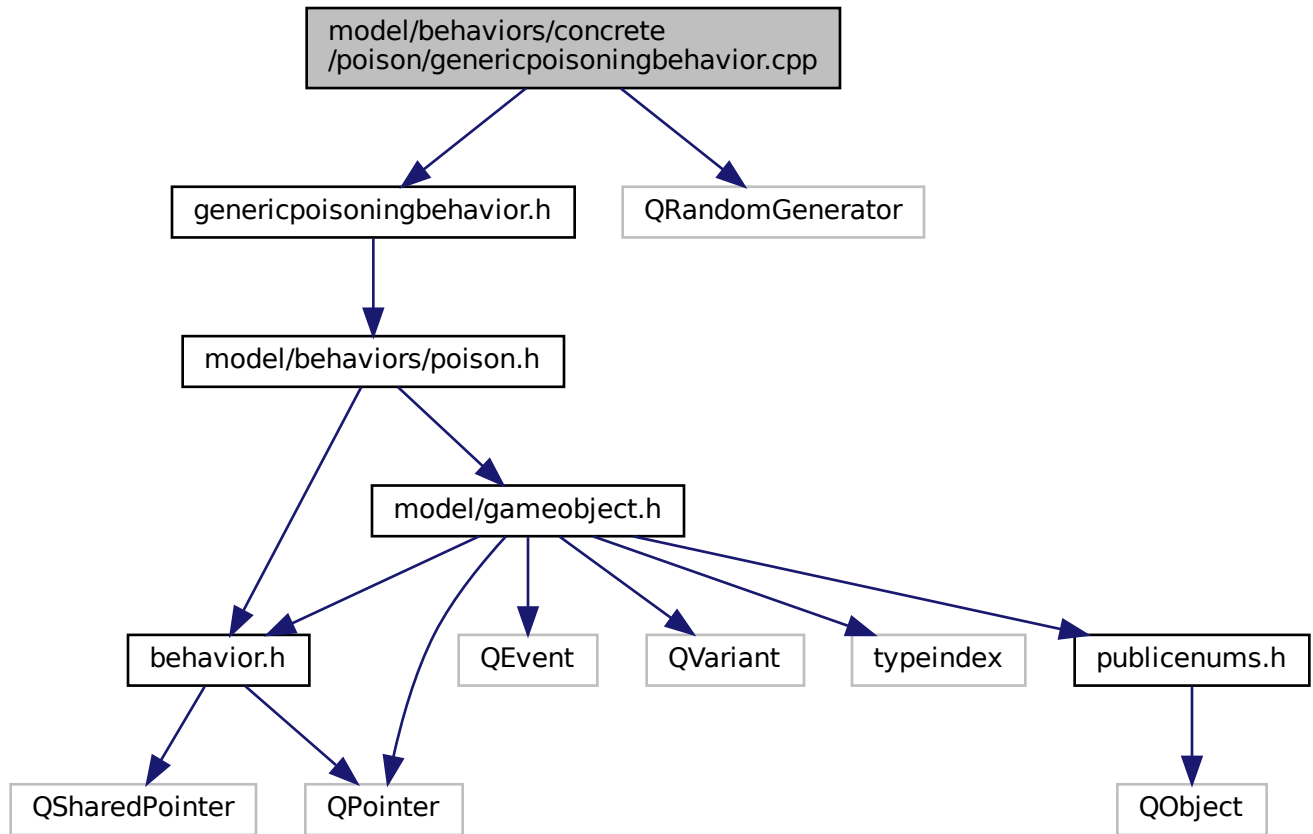 model/behaviors/concrete
/poison/genericpoisoningbehavior.cpp
genericpoisoningbehavior.h
QRandomGenerator
model/behaviors/poison.h
model/gameobject.h
behavior.h
QEvent
QVariant
typeindex
publicenums.h
QSharedPointer
QPointer
QObject